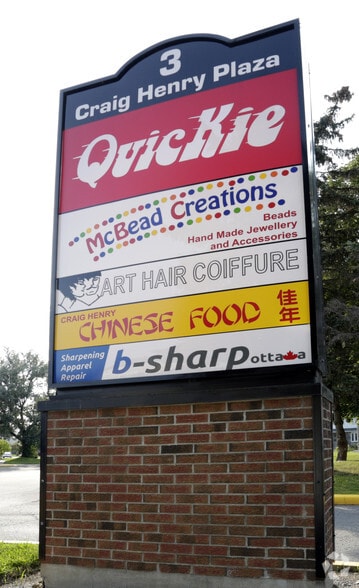 3
Craig Henry Plaza
QuicKie
McBead Creations
Beads
Hand Made Jewellery
and Accessories
ART HAIR COIFFURE
CRAIG HENRY
CHINESE FOOD
佳年
Sharpening
Apparel
Repair
b-sharp ottawa